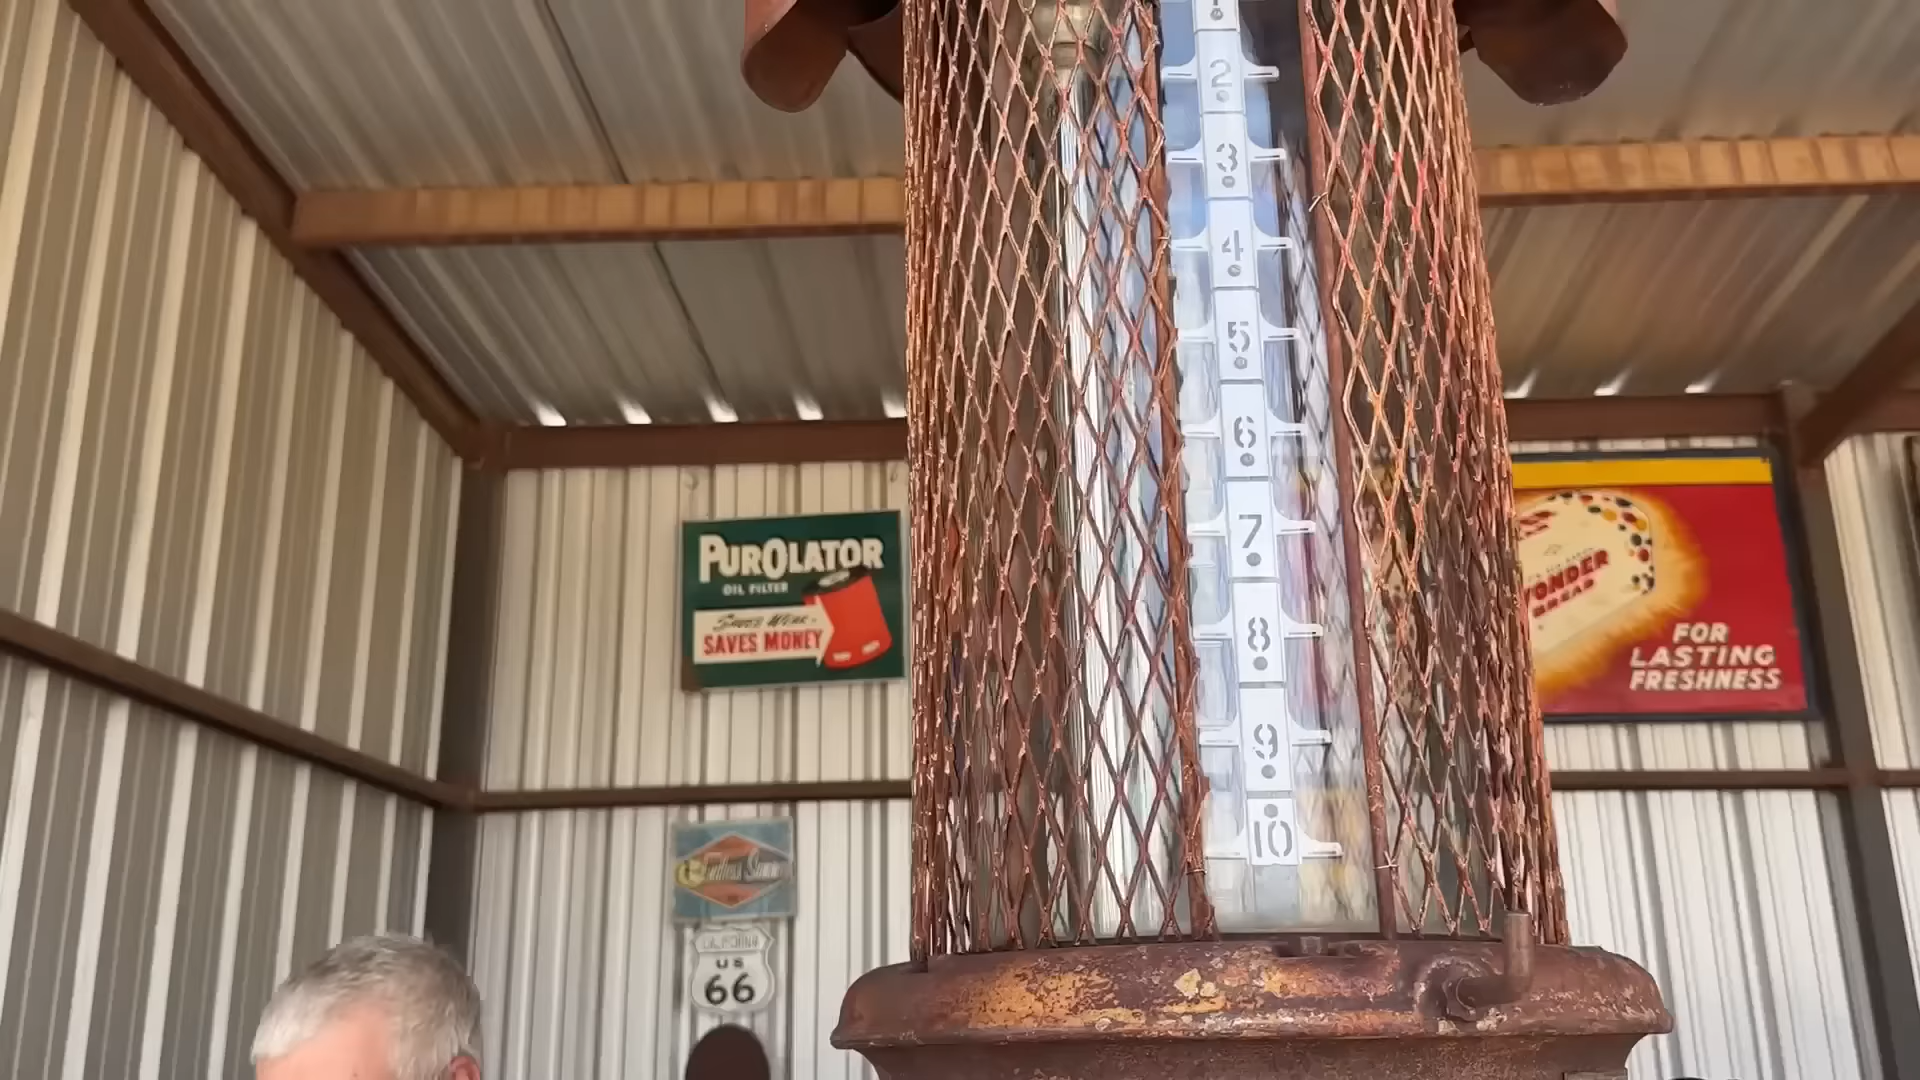 1
2
3
4
5
6
7
8
9
10
PUROLATOR
OIL FILTER
SAVES MONEY
CALIFORNIA
US
66
WONDER
BREAD
FOR
LASTING
FRESHNESS